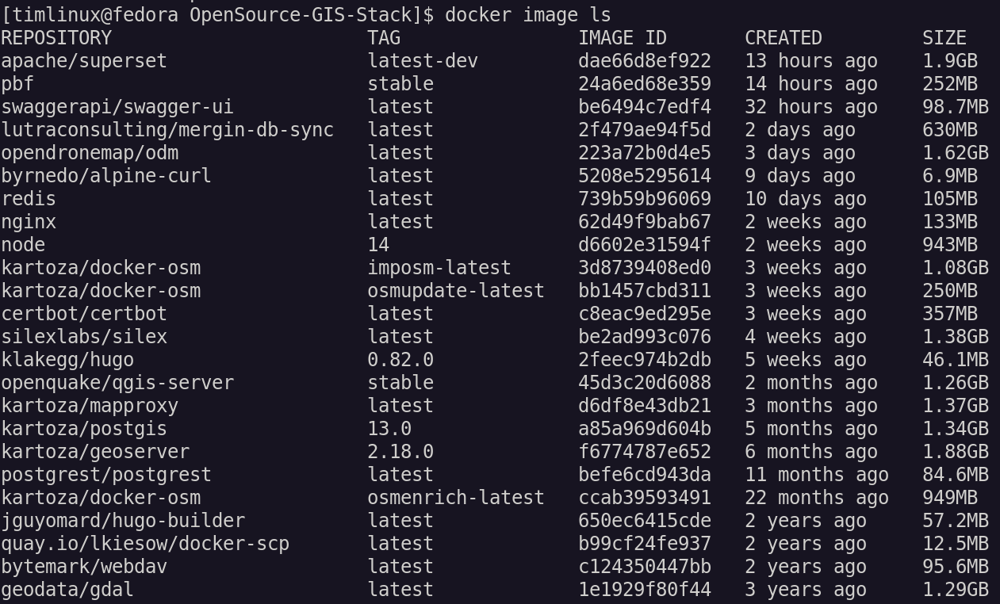 [timlinux@fedora OpenSource-GIS-Stack]$ docker image ls
REPOSITORY TAG IMAGE ID CREATED SIZE
apache/superset latest-dev dae66d8ef922 13 hours ago 1.9GB
pbf stable 24a6ed68e359 14 hours ago 252MB
swaggerapi/swagger-ui latest be6494c7edf4 32 hours ago 98.7MB
lutraconsulting/mergin-db-sync latest 2f479ae94f5d 2 days ago 630MB
opendronemap/odm latest 223a72b0d4e5 3 days ago 1.62GB
byrnedo/alpine-curl latest 5208e5295614 9 days ago 6.9MB
redis latest 739b59b96069 10 days ago 105MB
nginx latest 62d49f9bab67 2 weeks ago 133MB
node 14 d6602e31594f 2 weeks ago 943MB
kartoza/docker-osm imposm-latest 3d8739408ed0 3 weeks ago 1.08GB
kartoza/docker-osm osmupdate-latest bb1457cbd311 3 weeks ago 250MB
certbot/certbot latest c8eac9ed295e 3 weeks ago 357MB
silexlabs/silex latest be2ad993c076 4 weeks ago 1.38GB
klakegg/hugo 0.82.0 2feec974b2db 5 weeks ago 46.1MB
openquake/qgis-server stable 45d3c20d6088 2 months ago 1.26GB
kartoza/mapproxy latest d6df8e43db21 3 months ago 1.37GB
kartoza/postgis 13.0 a85a969d604b 5 months ago 1.34GB
kartoza/geoserver 2.18.0 f6774787e652 6 months ago 1.88GB
postgrest/postgrest latest befe6cd943da 11 months ago 84.6MB
kartoza/docker-osm osmenrich-latest ccab39593491 22 months ago 949MB
jguyomard/hugo-builder latest 650ec6415cde 2 years ago 57.2MB
quay.io/lkiesow/docker-scp latest b99cf24fe937 2 years ago 12.5MB
bytemark/webdav latest c124350447bb 2 years ago 95.6MB
geodata/gdal latest 1e1929f80f44 3 years ago 1.29GB